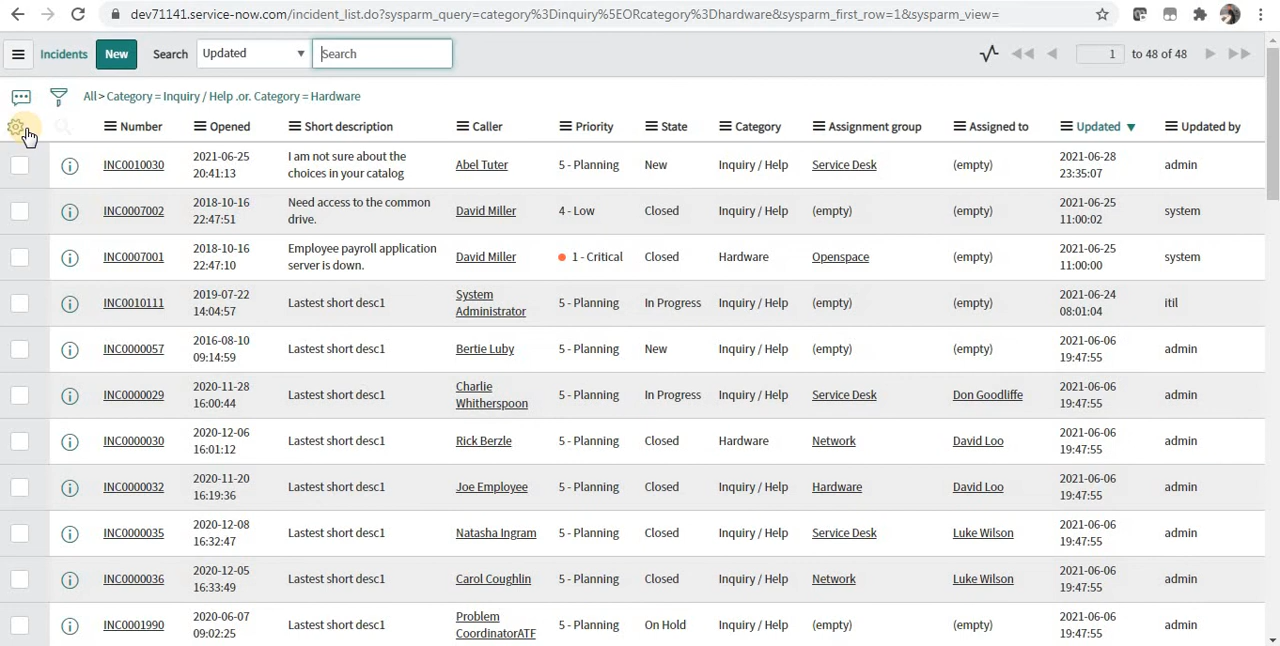 dev71141.service-now.com/incident_list.do?sysparm_query=category%3Dinquiry%5EORcategory%3Dhardware&sysparm_first_row=1&sysparm_view=
Incidents New Search Updated Search 1 to 48 of 48
All > Category = Inquiry / Help .or. Category = Hardware
Number Opened Short description Caller Priority State Category Assignment group Assigned to Updated Updated by
INC0010030 2021-06-25 20:41:13 I am not sure about the choices in your catalog Abel Tuter 5 - Planning New Inquiry / Help Service Desk (empty) 2021-06-28 23:35:07 admin
INC0007002 2018-10-16 22:47:51 Need access to the common drive. David Miller 4 - Low Closed Inquiry / Help (empty) (empty) 2021-06-25 11:00:02 system
INC0007001 2018-10-16 22:47:10 Employee payroll application server is down. David Miller 1 - Critical Closed Hardware Openspace (empty) 2021-06-25 11:00:00 system
INC0010111 2019-07-22 14:04:57 Lastest short desc1 System Administrator 5 - Planning In Progress Inquiry / Help (empty) (empty) 2021-06-24 08:01:04 itil
INC0000057 2016-08-10 09:14:59 Lastest short desc1 Bertie Luby 5 - Planning New Inquiry / Help (empty) (empty) 2021-06-06 19:47:55 admin
INC0000029 2020-11-28 16:00:44 Lastest short desc1 Charlie Whitherspoon 5 - Planning In Progress Inquiry / Help Service Desk Don Goodliffe 2021-06-06 19:47:55 admin
INC0000030 2020-12-06 16:01:12 Lastest short desc1 Rick Berzle 5 - Planning Closed Hardware Network David Loo 2021-06-06 19:47:55 admin
INC0000032 2020-11-20 16:19:36 Lastest short desc1 Joe Employee 5 - Planning Closed Inquiry / Help Hardware David Loo 2021-06-06 19:47:55 admin
INC0000035 2020-12-08 16:32:47 Lastest short desc1 Natasha Ingram 5 - Planning Closed Inquiry / Help Service Desk Luke Wilson 2021-06-06 19:47:55 admin
INC0000036 2020-12-05 16:33:49 Lastest short desc1 Carol Coughlin 5 - Planning Closed Inquiry / Help Network Luke Wilson 2021-06-06 19:47:55 admin
INC0001990 2020-06-07 09:02:25 Lastest short desc1 Problem CoordinatorATF 5 - Planning On Hold Inquiry / Help (empty) (empty) 2021-06-06 19:47:55 admin